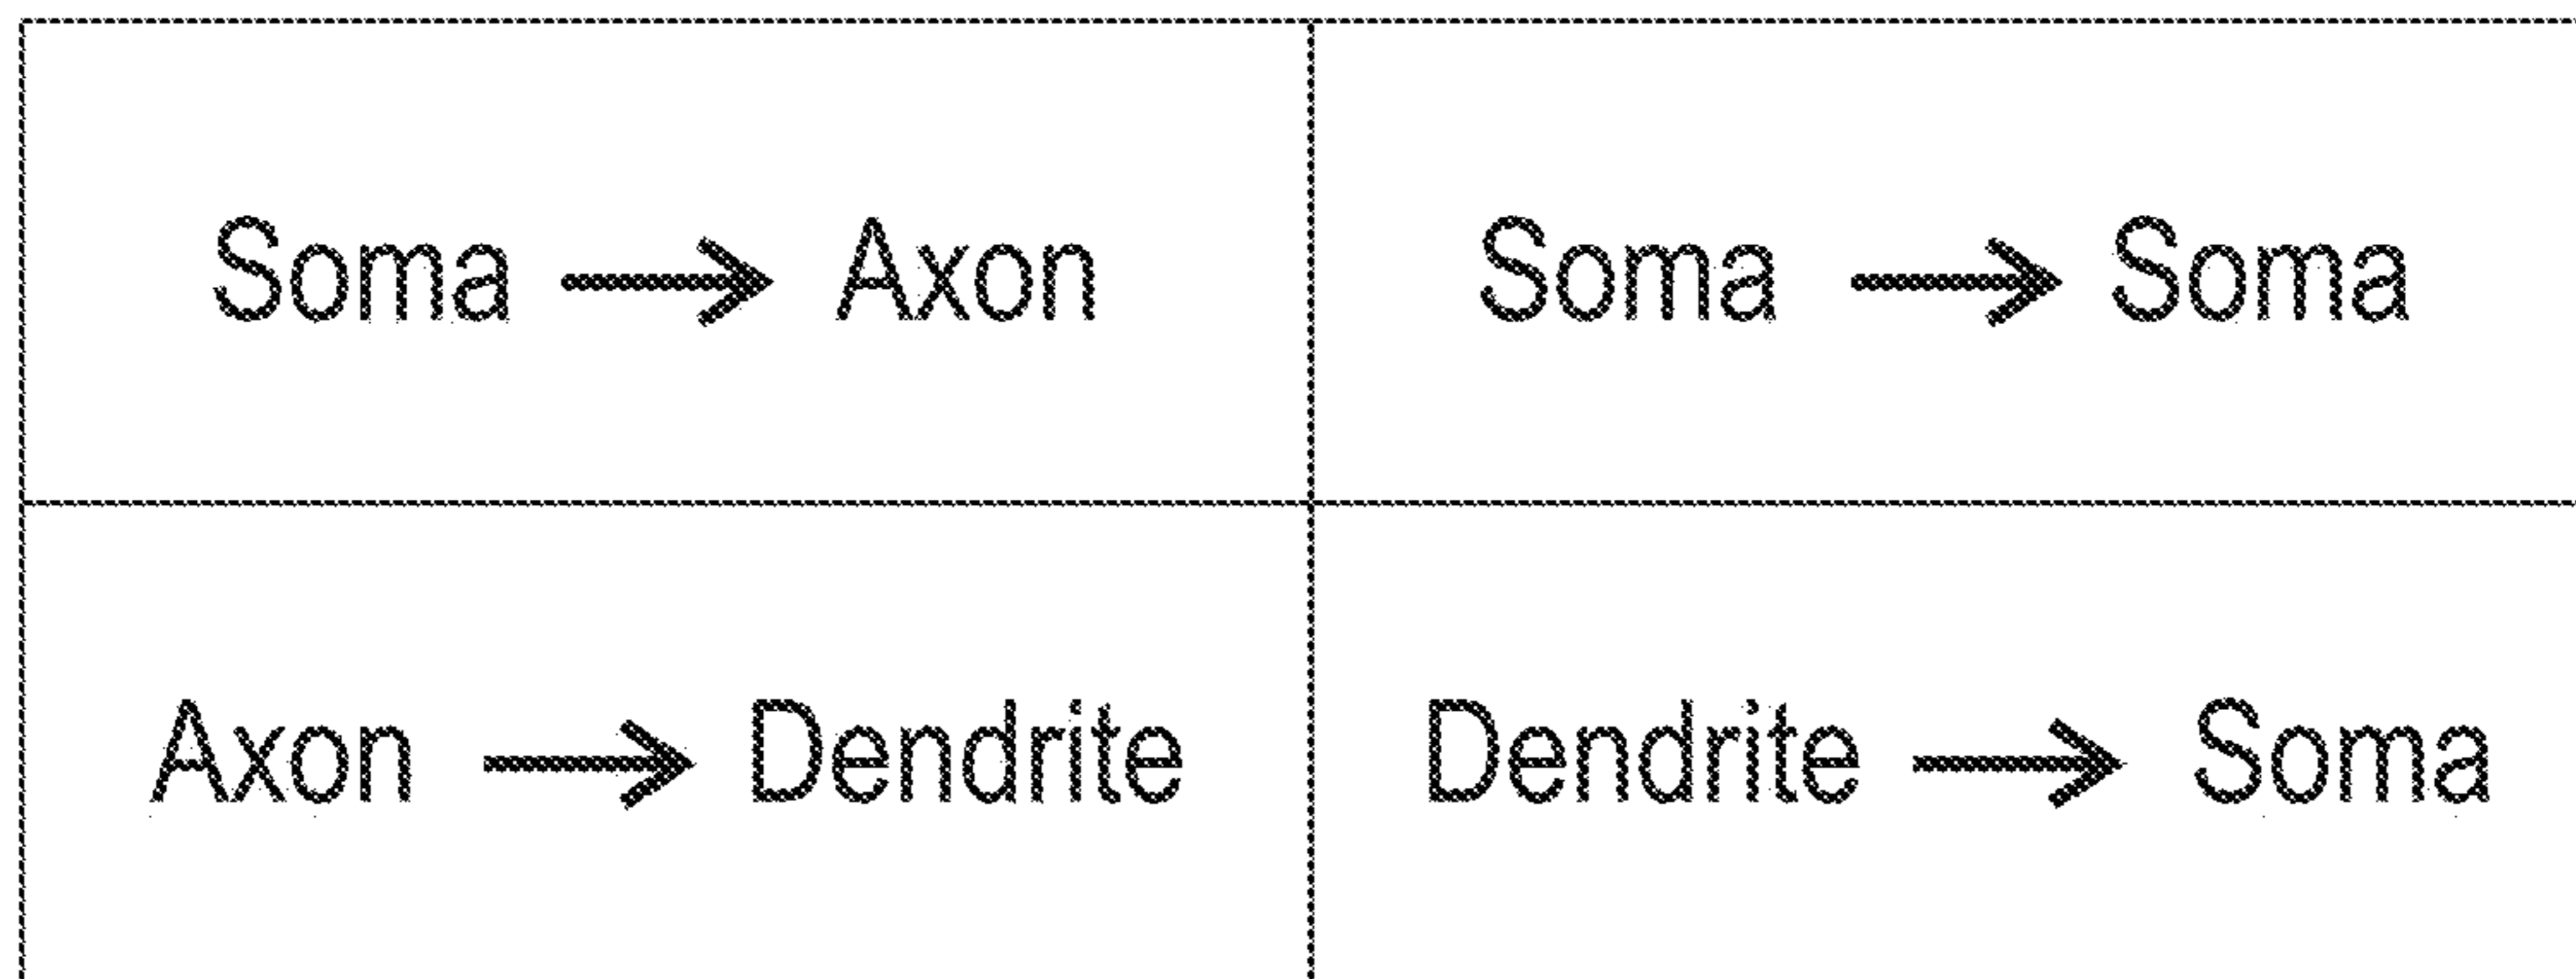 Soma → Axon
Soma → Soma
Axon → Dendrite
Dendrite → Soma